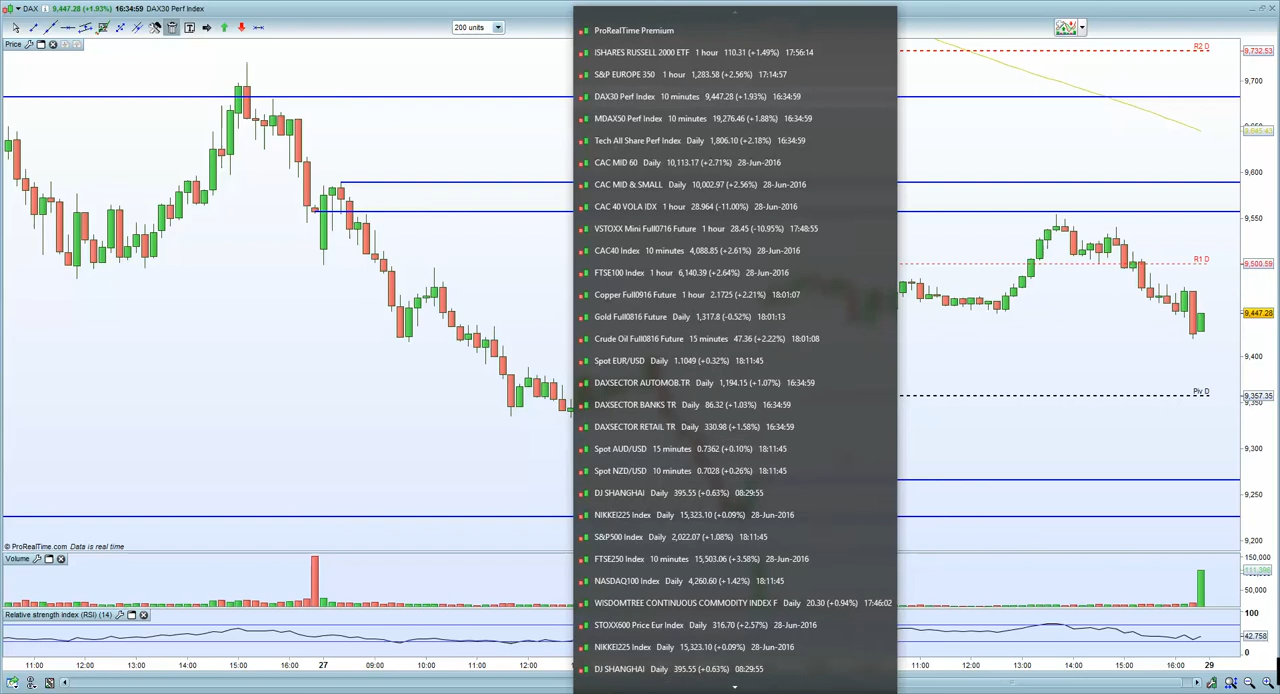 DAX 9,447.28 (+1.93%) 16:34:59 DAX30 Perf Index
200 units
Price
ProRealTime Premium
ISHARES RUSSELL 2000 ETF 1 hour 110.31 (+1.49%) 17:56:14
S&P EUROPE 350 1 hour 1,283.58 (+2.56%) 17:14:57
DAX30 Perf Index 10 minutes 9,447.28 (+1.93%) 16:34:59
MDAX50 Perf Index 10 minutes 19,276.46 (+1.88%) 16:34:59
Tech All Share Perf Index Daily 1,806.10 (+2.18%) 16:34:59
CAC MID 60 Daily 10,113.17 (+2.71%) 28-Jun-2016
CAC MID & SMALL Daily 10,002.97 (+2.56%) 28-Jun-2016
CAC 40 VOLA IDX 1 hour 28.964 (-11.00%) 28-Jun-2016
VSTOXX Mini Full0716 Future 1 hour 28.45 (-10.95%) 17:48:55
CAC40 Index 10 minutes 4,088.85 (+2.61%) 28-Jun-2016
FTSE100 Index 1 hour 6,140.39 (+2.64%) 28-Jun-2016
Copper Full0916 Future 1 hour 2.1725 (+2.21%) 18:01:07
Gold Full0816 Future Daily 1,317.8 (-0.52%) 18:01:13
Crude Oil Full0816 Future 15 minutes 47.36 (+2.22%) 18:01:08
Spot EUR/USD Daily 1.1049 (+0.32%) 18:11:45
DAXSECTOR AUTOMOB.TR Daily 1,194.15 (+1.07%) 16:34:59
DAXSECTOR BANKS TR Daily 86.32 (+1.03%) 16:34:59
DAXSECTOR RETAIL TR Daily 330.98 (+1.58%) 16:34:59
Spot AUD/USD 15 minutes 0.7362 (+0.10%) 18:11:45
Spot NZD/USD 10 minutes 0.7028 (+0.26%) 18:11:45
DJ SHANGHAI Daily 395.55 (+0.63%) 08:29:55
NIKKEI225 Index Daily 15,323.10 (+0.09%) 28-Jun-2016
S&P500 Index Daily 2,022.07 (+1.08%) 18:11:45
FTSE250 Index 10 minutes 15,503.06 (+3.58%) 28-Jun-2016
NASDAQ100 Index Daily 4,260.60 (+1.42%) 18:11:45
WISDOMTREE CONTINUOUS COMMODITY INDEX F Daily 20.30 (+0.94%) 17:46:02
STOXX600 Price Eur Index Daily 316.70 (+2.57%) 28-Jun-2016
NIKKEI225 Index Daily 15,323.10 (+0.09%) 28-Jun-2016
DJ SHANGHAI Daily 395.55 (+0.63%) 08:29:55
R2 D
9,732.53
9,700
9,600
9,550
R1 D
9,500.59
9,447.28
9,400
Piv D
9,357.35
9,300
9,250
9,200
© ProRealTime.com Data is real time
Volume
150,000
50,000
Relative strength index (RSI) (14)
100
42.758
0
11:00 12:00 13:00 14:00 15:00 16:00 27 09:00 10:00 11:00 12:00
11:00 12:00 13:00 14:00 15:00 16:00 29